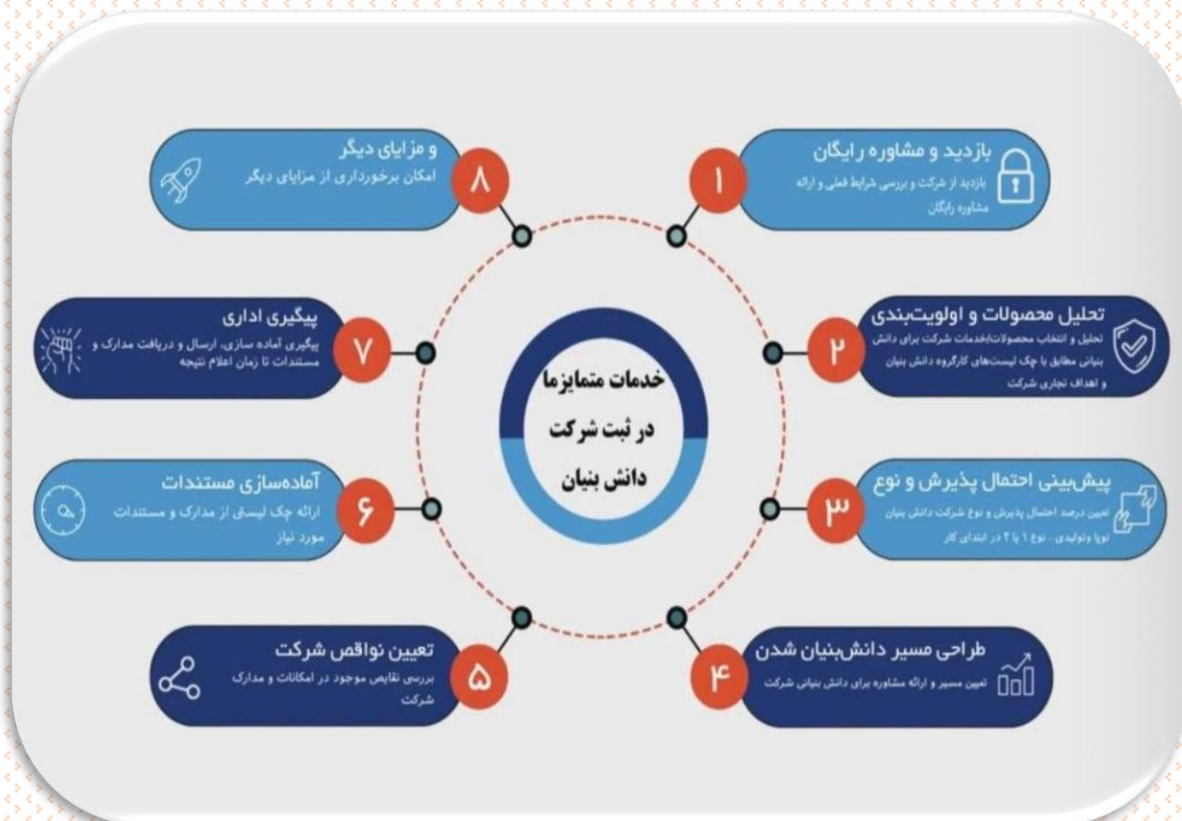 خدمات متمایزما
در ثبت شرکت
دانش بنیان
۱
بازدید و مشاوره رایگان
بازدید از شرکت و بررسی شرایط فعلی و ارائه
مشاوره رایگان
۲
تحلیل محصولات و اولویت‌بندی
تحلیل و انتخاب محصولات/خدمات شرکت برای دانش
بنیانی مطابق با چک لیست‌های کارگروه دانش بنیان
و اهداف تجاری شرکت
۳
پیش‌بینی احتمال پذیرش و نوع
تعیین درصد احتمال پذیرش و نوع شرکت دانش بنیان
نوپا وتولیدی ، نوع ۱ یا ۲ در ابتدای کار
۴
طراحی مسیر دانش‌بنیان شدن
تعیین مسیر و ارائه مشاوره برای دانش بنیانی شرکت
۵
تعیین نواقص شرکت
بررسی نقایص موجود در امکانات و مدارک
شرکت
۶
آماده‌سازی مستندات
ارائه چک لیستی از مدارک و مستندات
مورد نیاز
۷
پیگیری اداری
پیگیری آماده سازی، ارسال و دریافت مدارک و
مستندات تا زمان اعلام نتیجه
۸
و مزایای دیگر
امکان برخورداری از مزایای دیگر